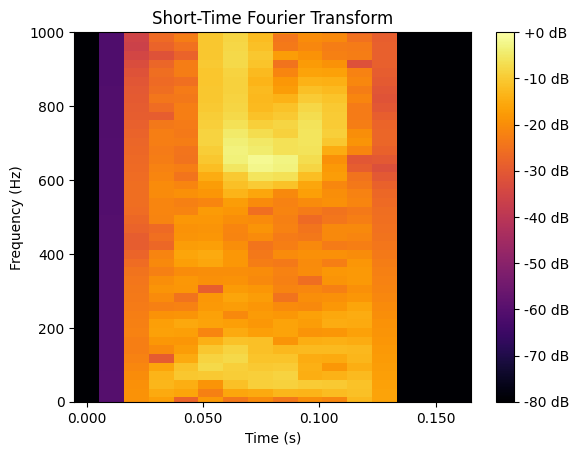 Short-Time Fourier Transform
1000
800
600
400
200
0
Frequency (Hz)
0.000
0.050
0.100
0.150
Time (s)
+0 dB
-10 dB
-20 dB
-30 dB
-40 dB
-50 dB
-60 dB
-70 dB
-80 dB